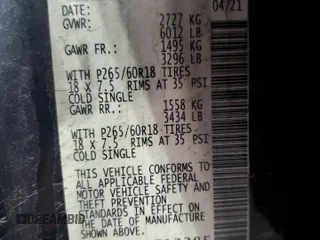 DATE: 04/21
GVWR: 2727 KG
6012 LB
GAWR FR.: 1495 KG
3296 LB
WITH P265/60R18 TIRES
18 X 7.5 RIMS AT 35 PSI
COLD SINGLE
GAWR RR.: 1558 KG
3434 LB
WITH P265/60R18 TIRES
18 X 7.5 RIMS AT 35 PSI
COLD SINGLE
THIS VEHICLE CONFORMS TO
ALL APPLICABLE FEDERAL
MOTOR VEHICLE SAFETY AND
THEFT PREVENTION
STANDARDS IN EFFECT ON
THE DATE OF MANUFACTURE
SHOWN ABOVE.
DREAMBID